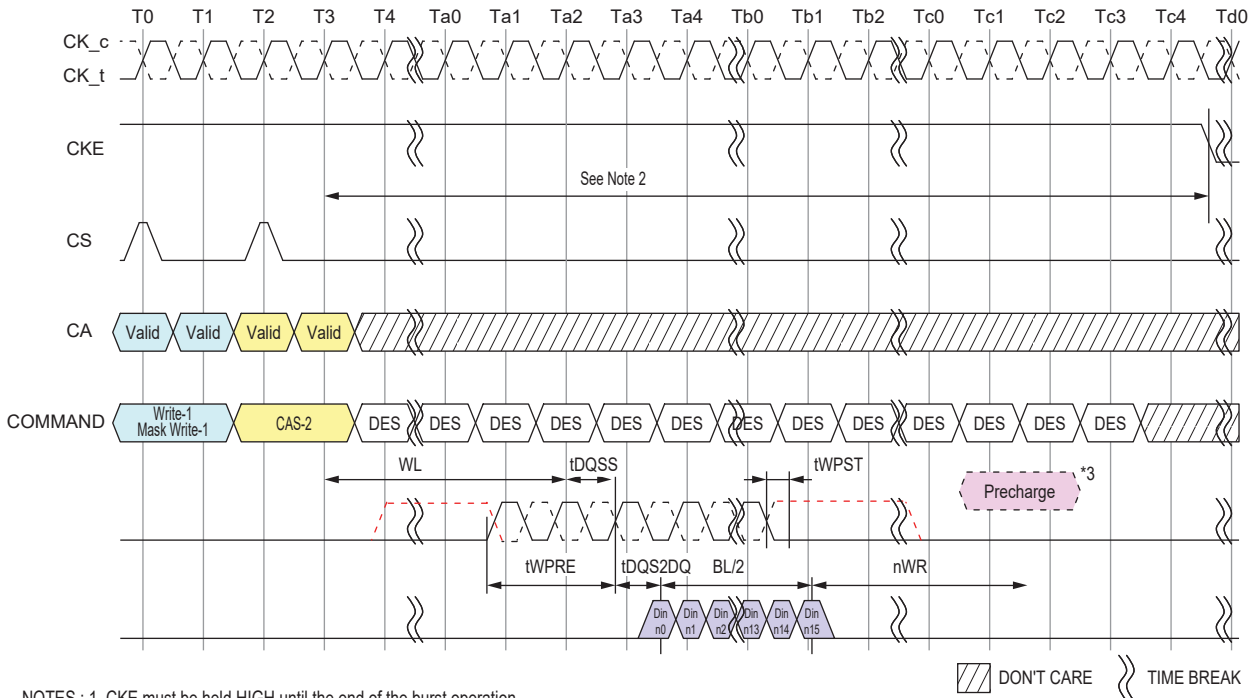 T0 T1 T2 T3 T4 Ta0 Ta1 Ta2 Ta3 Ta4 Tb0 Tb1 Tb2 Tc0 Tc1 Tc2 Tc3 Tc4 Td0
CK_c
CK_t
CKE
See Note 2
CS
CA Valid Valid Valid Valid
COMMAND Write-1 Mask Write-1 CAS-2 DES DES DES DES DES DES DES DES DES DES DES DES DES
WL tDQSS tWPST
Precharge *3
tWPRE tDQS2DQ BL/2 nWR
Din n0 Din n1 Din n2 Din n13 Din n14 Din n15
DON'T CARE TIME BREAK
NOTES : 1. CKE must be held HIGH until the end of the burst operation.